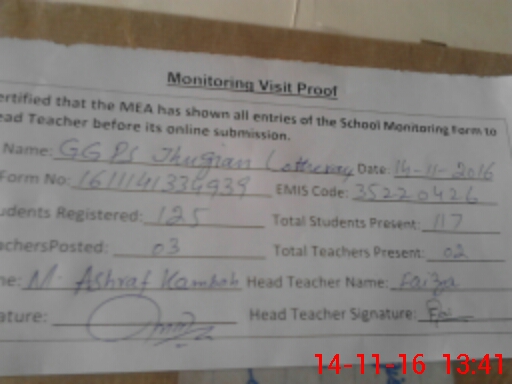 Monitoring Visit Proof
ertified that the MEA has shown all entries of the School Monitoring Form to
ead Teacher before its online submission.
Name: GGPS Jhugian Date: 14-11-2016
Form No: EMIS Code: 35220426
udents Registered: 125 Total Students Present: 117
achersPosted: 03 Total Teachers Present: 02
me: M. Ashraf Kamboh Head Teacher Name: Faiza
ature: Head Teacher Signature: Fai
14-11-16 13:41